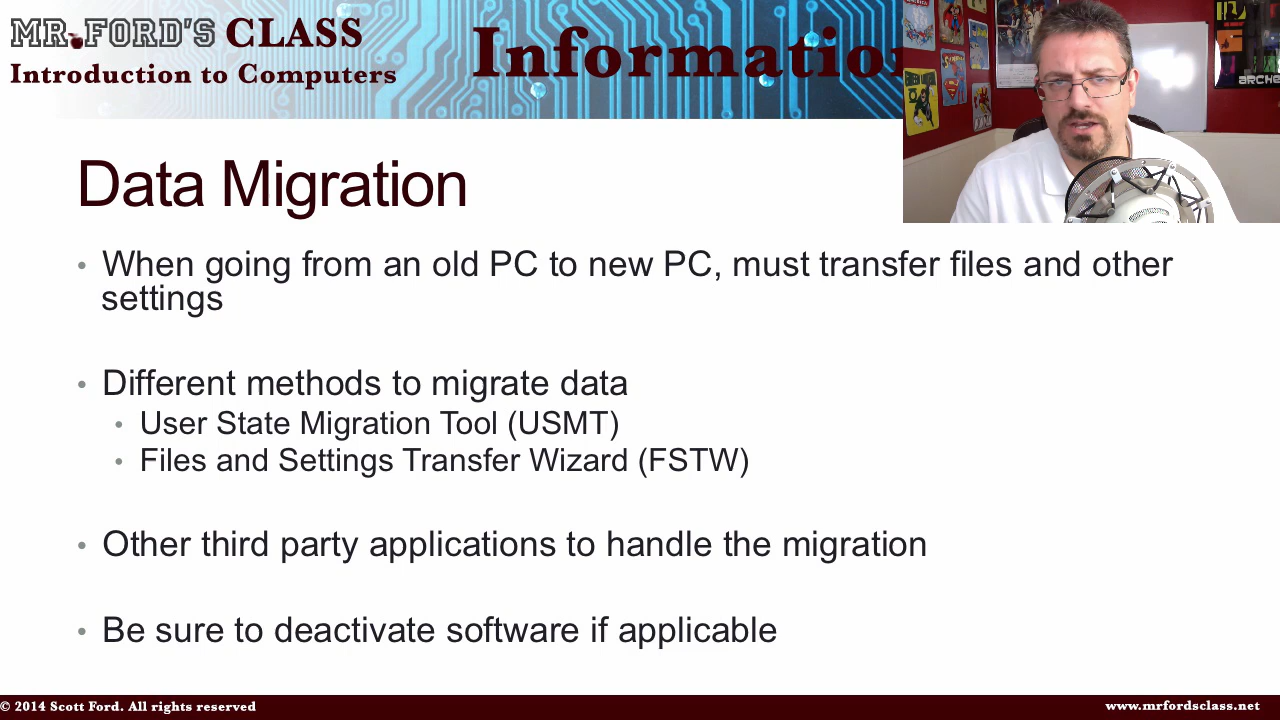 MR.FORD'S CLASS
Introduction to Computers
Data Migration
• When going from an old PC to new PC, must transfer files and other
settings
• Different methods to migrate data
• User State Migration Tool (USMT)
• Files and Settings Transfer Wizard (FSTW)
• Other third party applications to handle the migration
• Be sure to deactivate software if applicable
© 2014 Scott Ford. All rights reserved
www.mrfordsclass.net